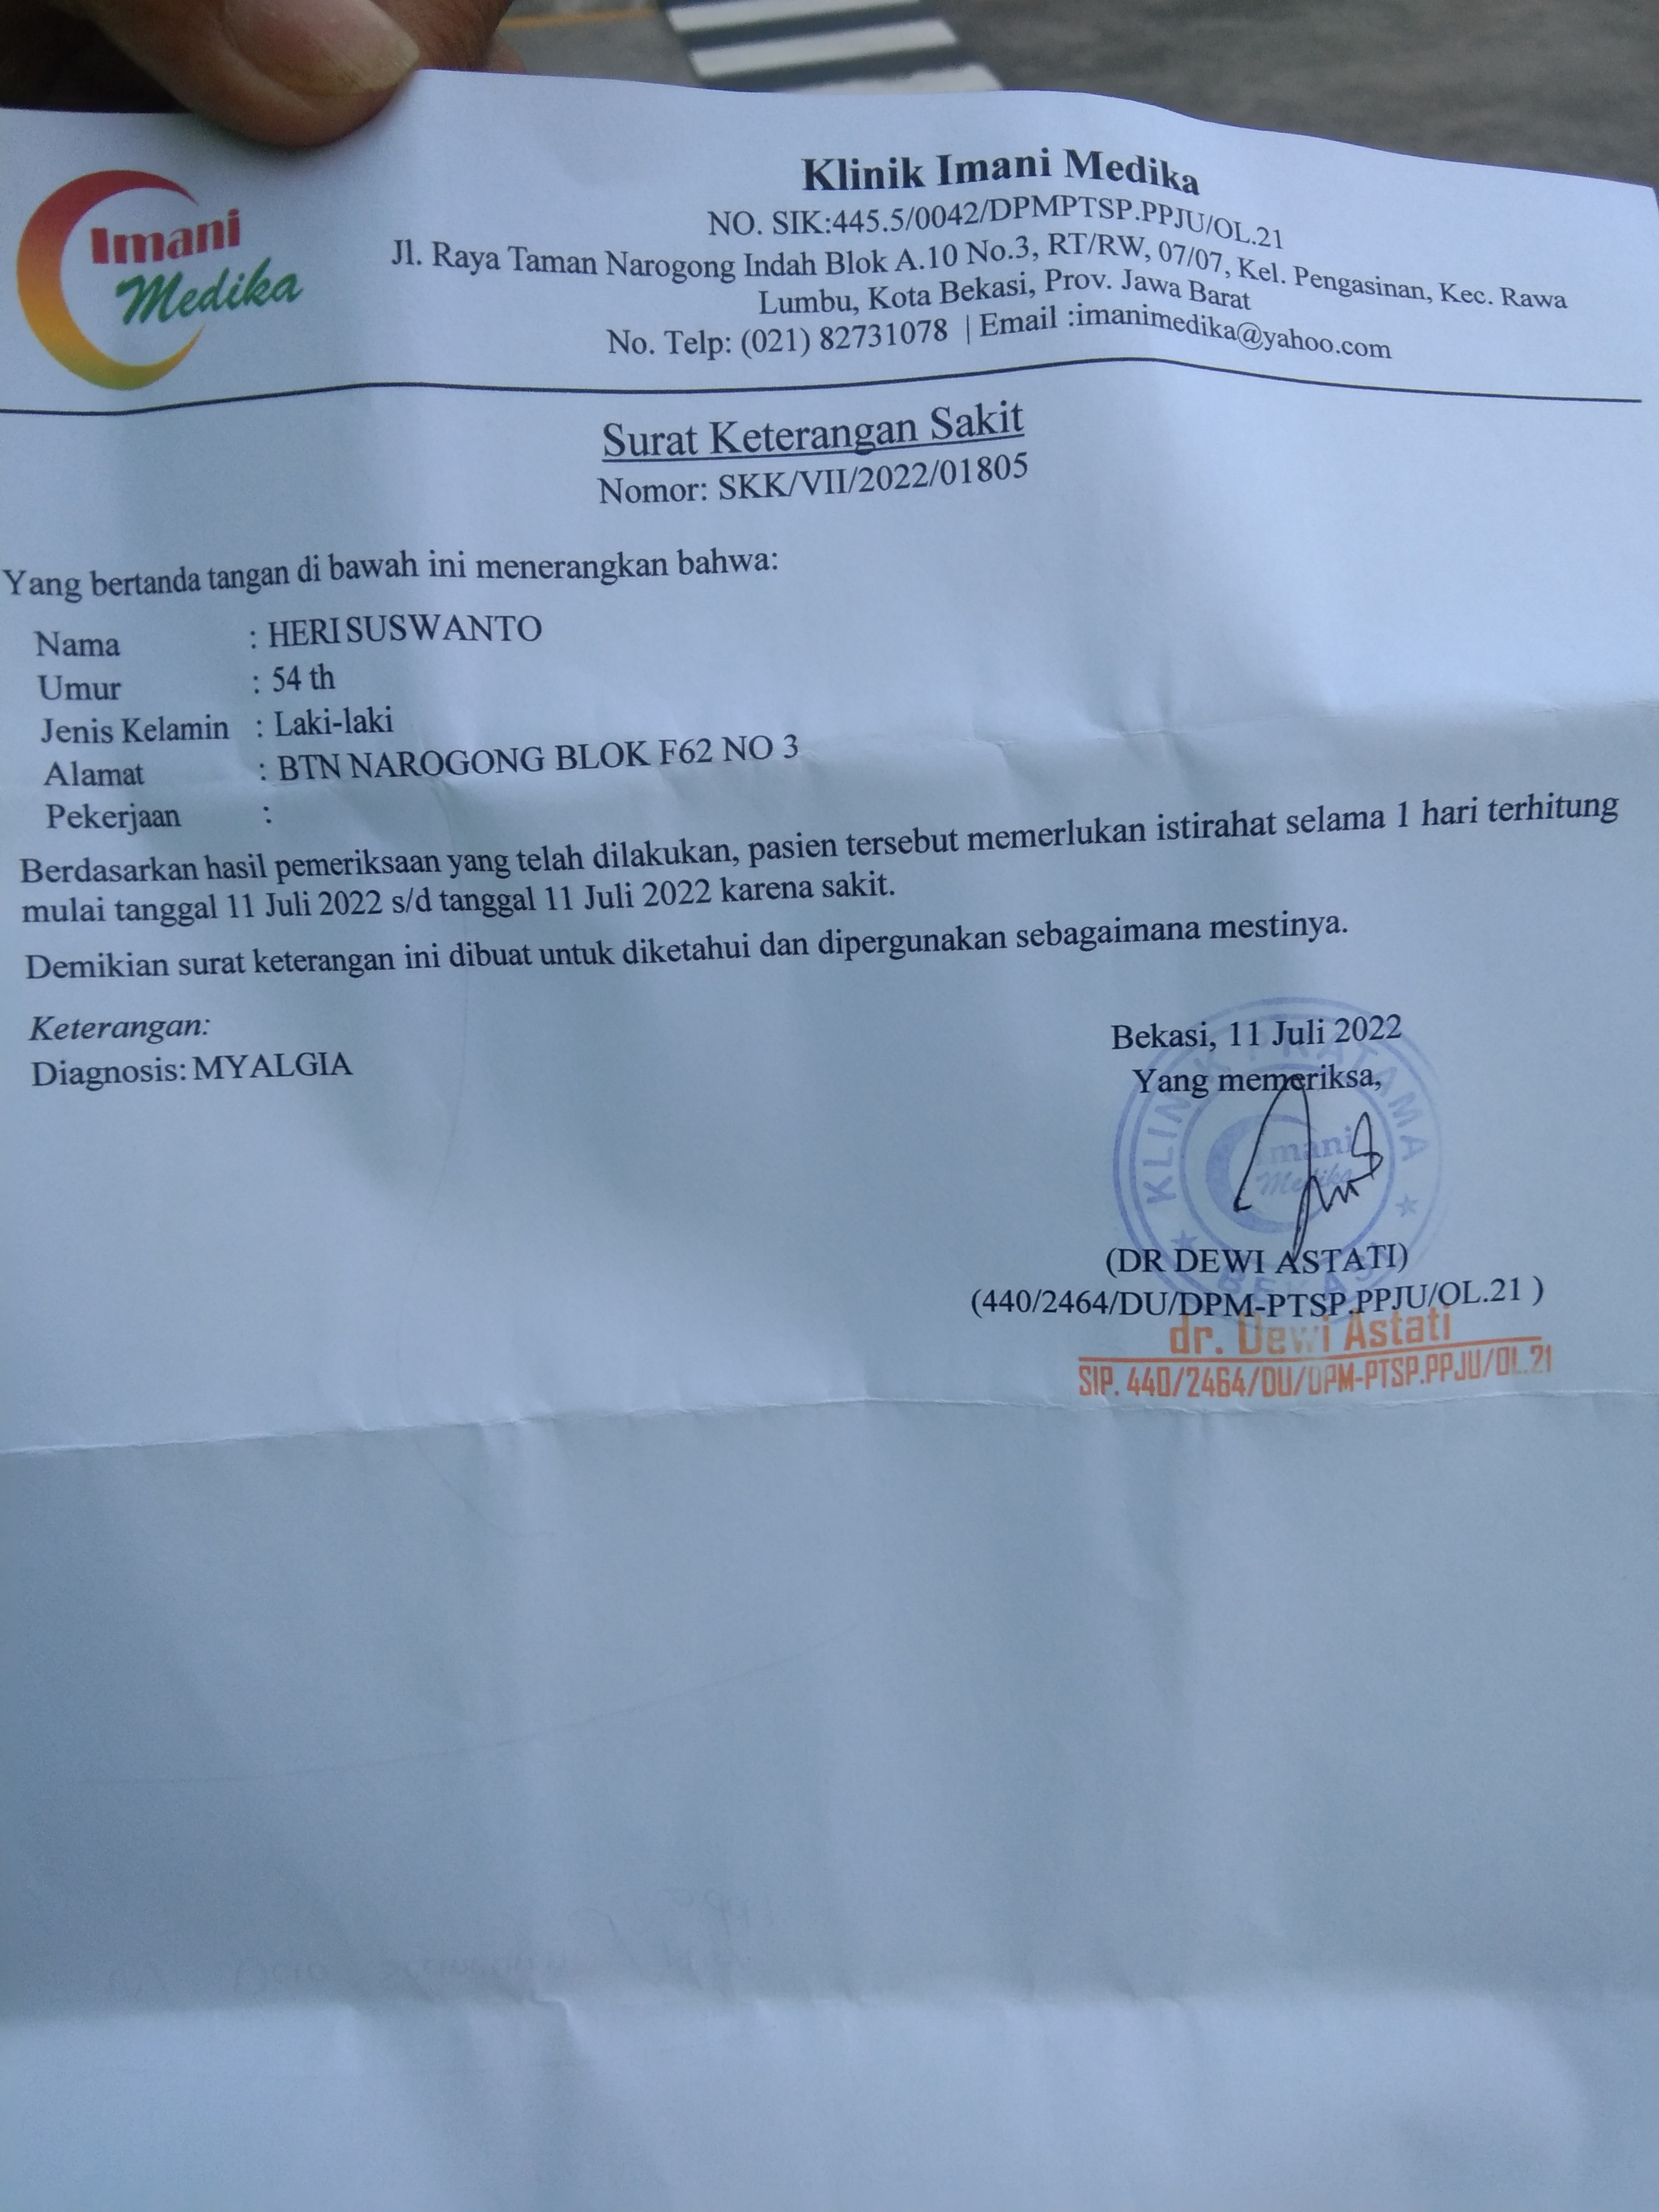 Imani
Medika
Klinik Imani Medika
NO. SIK:445.5/0042/DPMPTSP.PPJU/OL.21
Jl. Raya Taman Narogong Indah Blok A.10 No.3, RT/RW, 07/07, Kel. Pengasinan, Kec. Rawa
Lumbu, Kota Bekasi, Prov. Jawa Barat
No. Telp: (021) 82731078 | Email :imanimedika@yahoo.com
Surat Keterangan Sakit
Nomor: SKK/VII/2022/01805
Yang bertanda tangan di bawah ini menerangkan bahwa:
Nama : HERI SUSWANTO
Umur : 54 th
Jenis Kelamin : Laki-laki
Alamat : BTN NAROGONG BLOK F62 NO 3
Pekerjaan :
Berdasarkan hasil pemeriksaan yang telah dilakukan, pasien tersebut memerlukan istirahat selama 1 hari terhitung
mulai tanggal 11 Juli 2022 s/d tanggal 11 Juli 2022 karena sakit.
Demikian surat keterangan ini dibuat untuk diketahui dan dipergunakan sebagaimana mestinya.
Keterangan:
Diagnosis: MYALGIA
Bekasi, 11 Juli 2022
Yang memeriksa,
KLINIK PRATAMA
Imani
Medika
BEKASI
(DR DEWI ASTATI)
(440/2464/DU/DPM-PTSP.PPJU/OL.21 )
dr. Dewi Astati
SIP. 440/2464/DU/DPM-PTSP.PPJU/OL.21